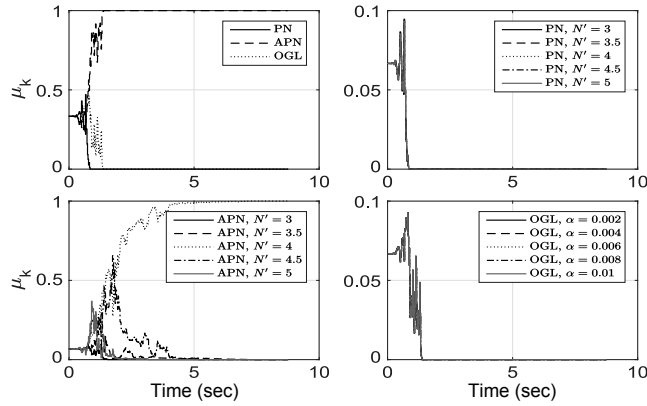 1
0.5
0
0 5 10
μk
PN
APN
OGL
0.1
0.05
0
0 5 10
PN, N′ = 3
PN, N′ = 3.5
PN, N′ = 4
PN, N′ = 4.5
PN, N′ = 5
1
0.5
0
0 5 10
μk
Time (sec)
APN, N′ = 3
APN, N′ = 3.5
APN, N′ = 4
APN, N′ = 4.5
APN, N′ = 5
0.1
0.05
0
0 5 10
Time (sec)
OGL, α = 0.002
OGL, α = 0.004
OGL, α = 0.006
OGL, α = 0.008
OGL, α = 0.01